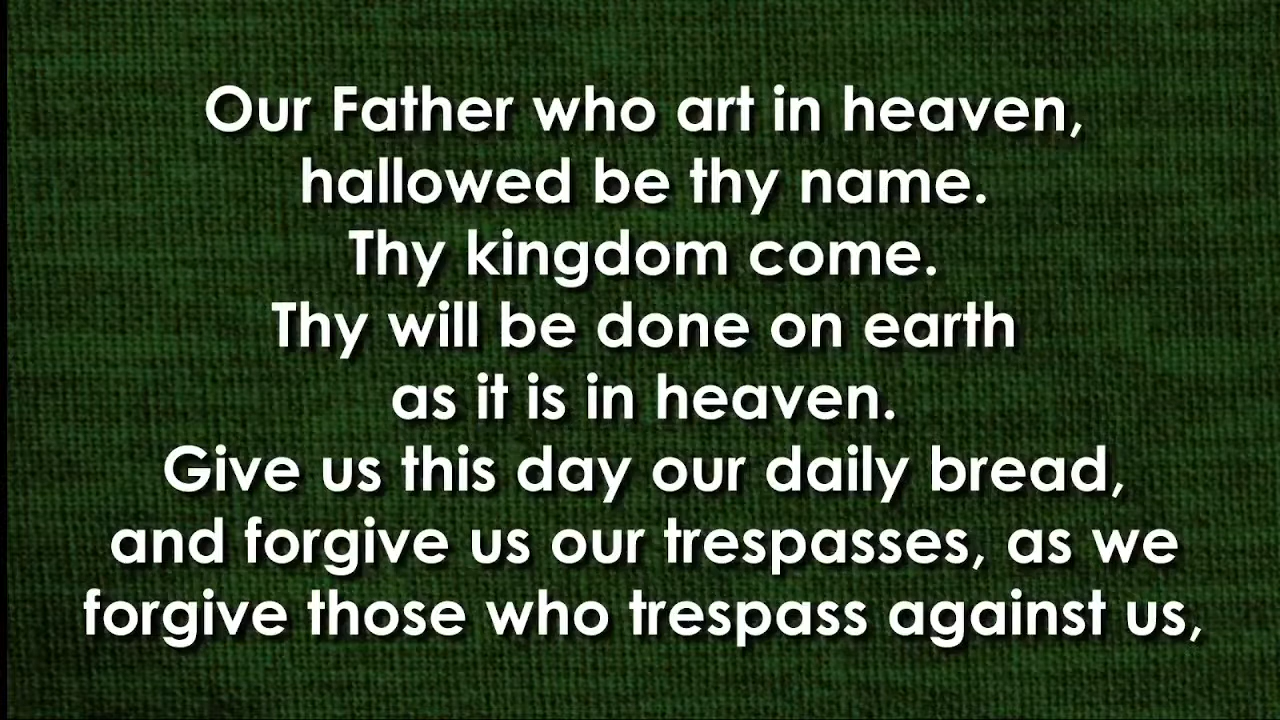 Our Father who art in heaven,
hallowed be thy name.
Thy kingdom come.
Thy will be done on earth
as it is in heaven.
Give us this day our daily bread,
and forgive us our trespasses, as we
forgive those who trespass against us,